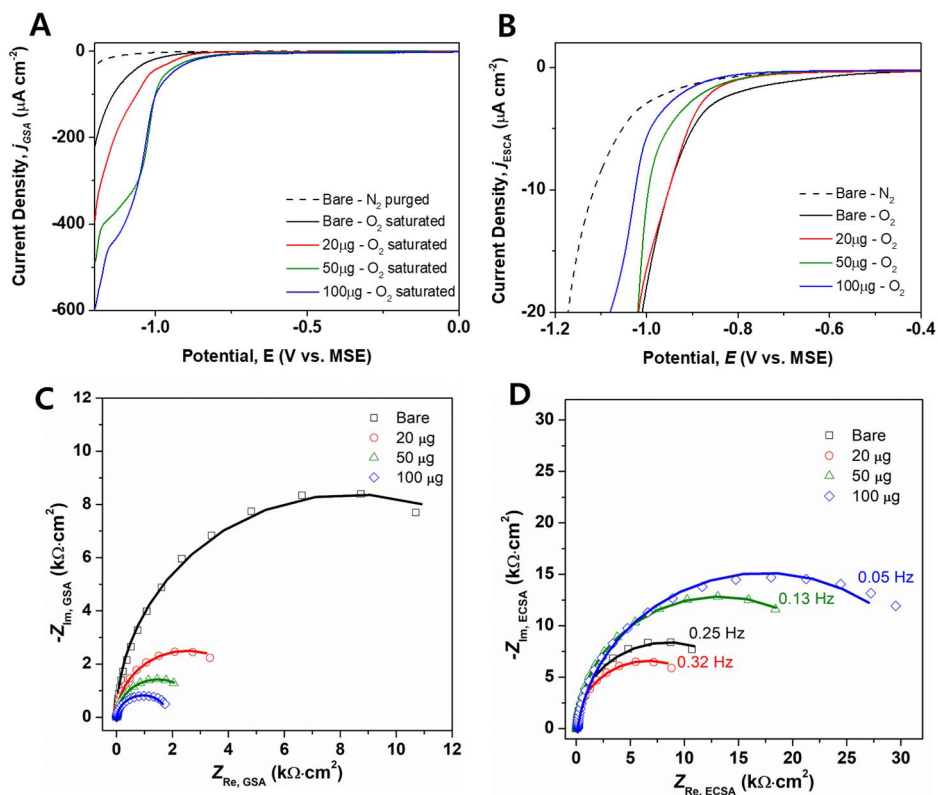 A
0
-200
-400
-600
-1.0
-0.5
0.0
Current Density, jGSA (μA cm-2)
Potential, E (V vs. MSE)
Bare - N2 purged
Bare - O2 saturated
20μg - O2 saturated
50μg - O2 saturated
100μg - O2 saturated
B
0
-10
-20
-1.2
-1.0
-0.8
-0.6
-0.4
Current Density, jESCA (μA cm-2)
Potential, E (V vs. MSE)
Bare - N2
Bare - O2
20μg - O2
50μg - O2
100μg - O2
C
12
10
8
6
4
2
0
0
2
4
6
8
10
12
-ZIm, GSA (kΩ·cm2)
ZRe, GSA (kΩ·cm2)
Bare
20 μg
50 μg
100 μg
D
30
25
20
15
10
5
0
0
5
10
15
20
25
30
-ZIm, ECSA (kΩ·cm2)
ZRe, ECSA (kΩ·cm2)
Bare
20 μg
50 μg
100 μg
0.05 Hz
0.13 Hz
0.25 Hz
0.32 Hz